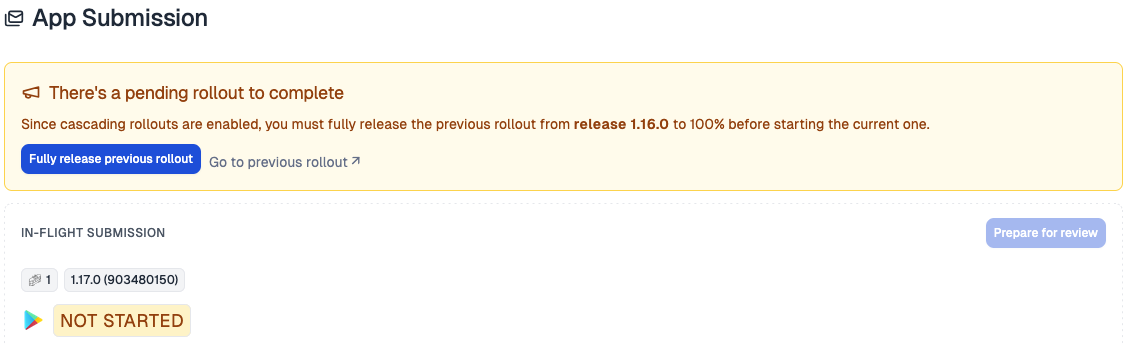 App Submission
There's a pending rollout to complete
Since cascading rollouts are enabled, you must fully release the previous rollout from release 1.16.0 to 100% before starting the current one.
Fully release previous rollout Go to previous rollout ↗
IN-FLIGHT SUBMISSION Prepare for review
1 1.17.0 (903480150)
NOT STARTED